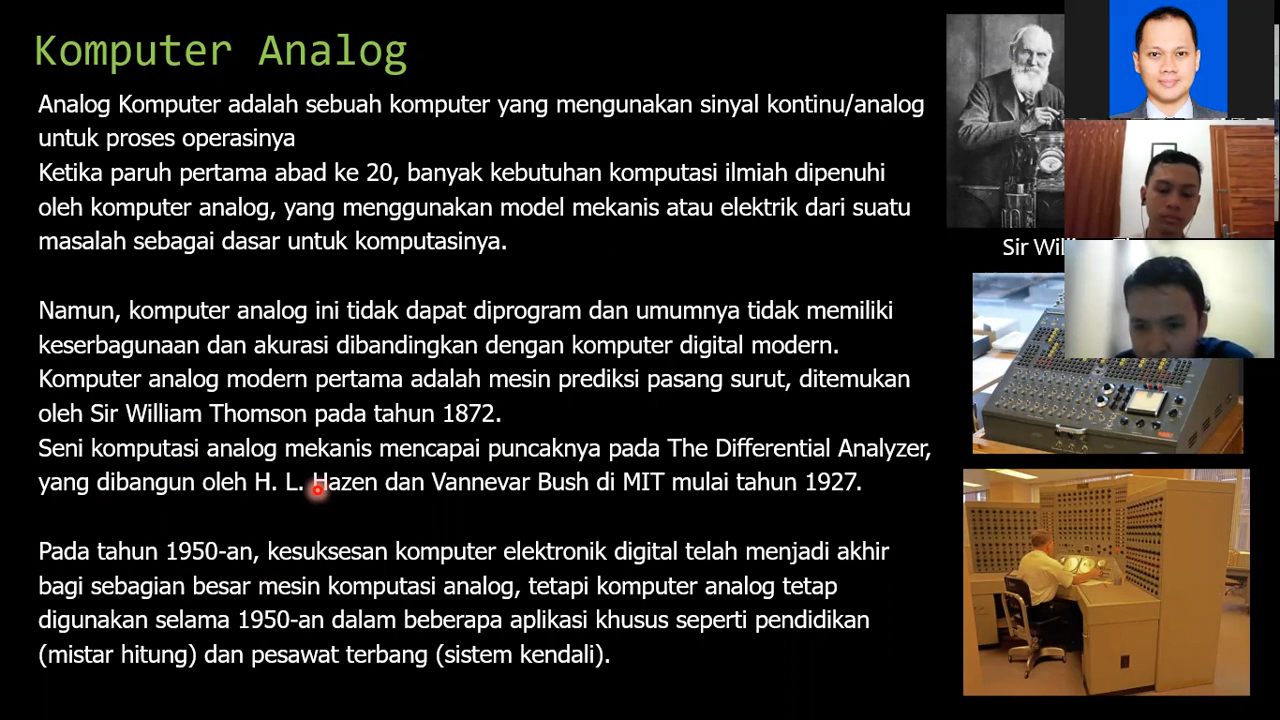 Komputer Analog
Analog Komputer adalah sebuah komputer yang mengunakan sinyal kontinu/analog
untuk proses operasinya
Ketika paruh pertama abad ke 20, banyak kebutuhan komputasi ilmiah dipenuhi
oleh komputer analog, yang menggunakan model mekanis atau elektrik dari suatu
masalah sebagai dasar untuk komputasinya.
Namun, komputer analog ini tidak dapat diprogram dan umumnya tidak memiliki
keserbagunaan dan akurasi dibandingkan dengan komputer digital modern.
Komputer analog modern pertama adalah mesin prediksi pasang surut, ditemukan
oleh Sir William Thomson pada tahun 1872.
Seni komputasi analog mekanis mencapai puncaknya pada The Differential Analyzer,
yang dibangun oleh H. L. Hazen dan Vannevar Bush di MIT mulai tahun 1927.
Pada tahun 1950-an, kesuksesan komputer elektronik digital telah menjadi akhir
bagi sebagian besar mesin komputasi analog, tetapi komputer analog tetap
digunakan selama 1950-an dalam beberapa aplikasi khusus seperti pendidikan
(mistar hitung) dan pesawat terbang (sistem kendali).
Sir